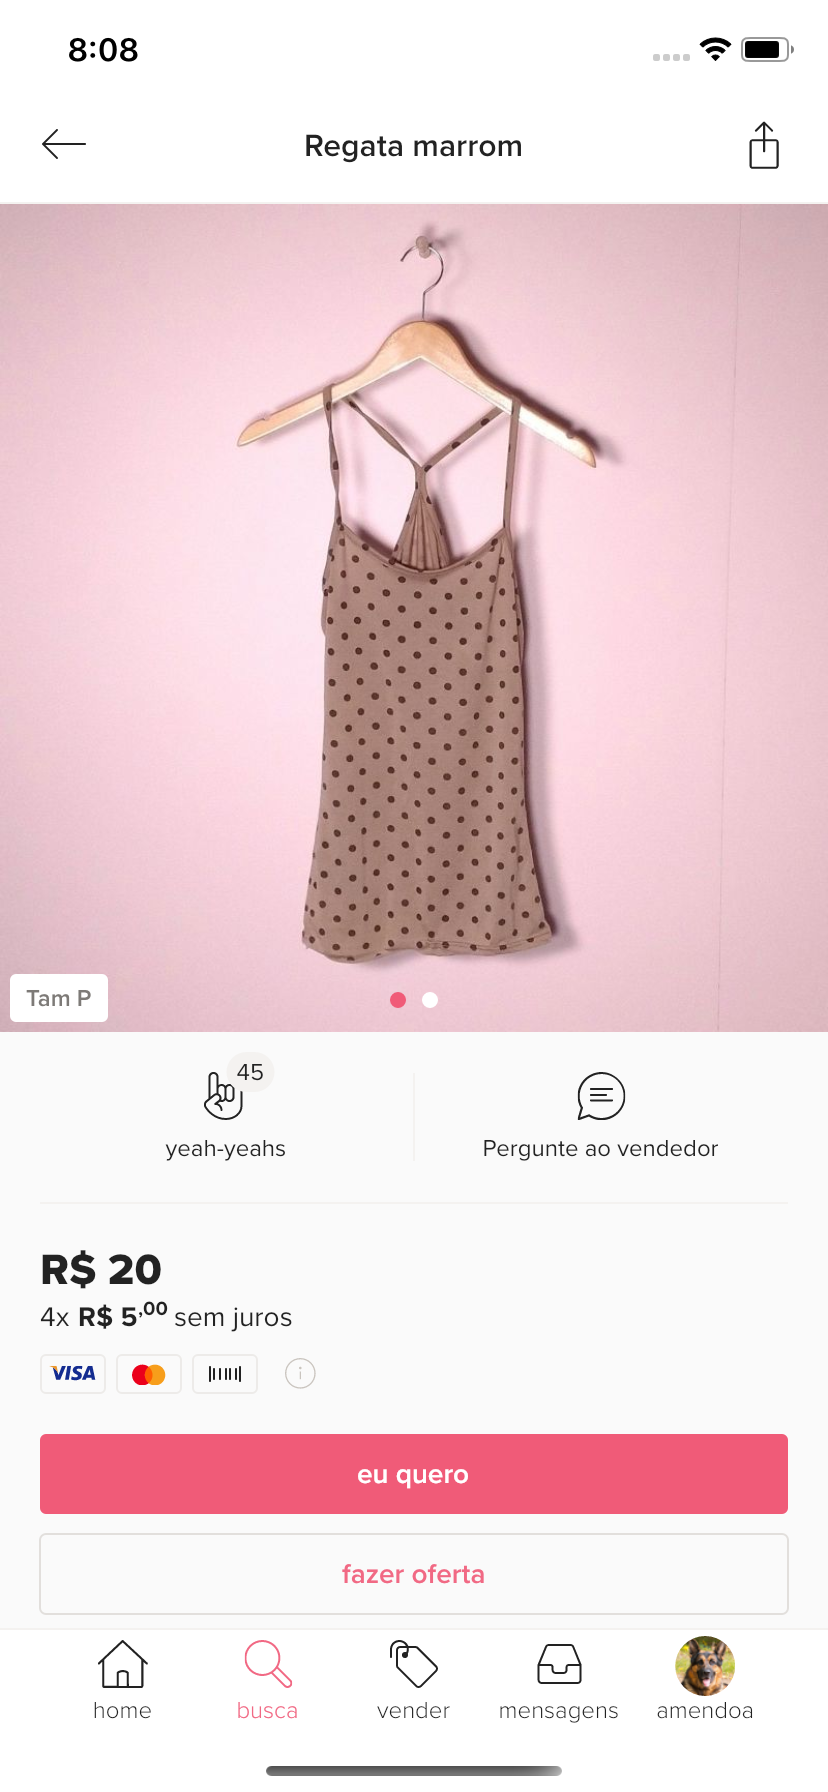 8:08
Regata marrom
Tam P
45
yeah-yeahs
Pergunte ao vendedor
R$ 20
4x R$ 5,00 sem juros
VISA
eu quero
fazer oferta
home
busca
vender
mensagens
amendoa